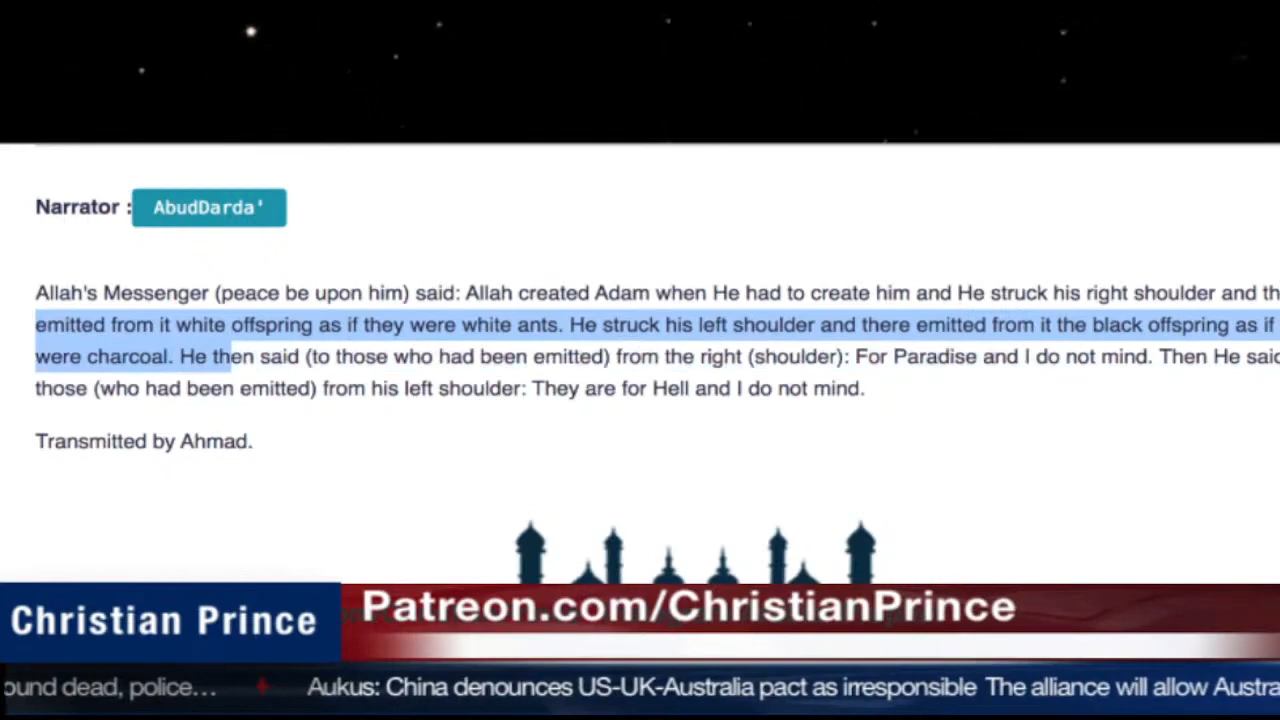 Narrator : AbudDarda'
Allah's Messenger (peace be upon him) said: Allah created Adam when He had to create him and He struck his right shoulder and th
emitted from it white offspring as if they were white ants. He struck his left shoulder and there emitted from it the black offspring as if
were charcoal. He then said (to those who had been emitted) from the right (shoulder): For Paradise and I do not mind. Then He said
those (who had been emitted) from his left shoulder: They are for Hell and I do not mind.
Transmitted by Ahmad.
Christian Prince
Patreon.com/ChristianPrince
ound dead, police... Aukus: China denounces US-UK-Australia pact as irresponsible The alliance will allow Austra